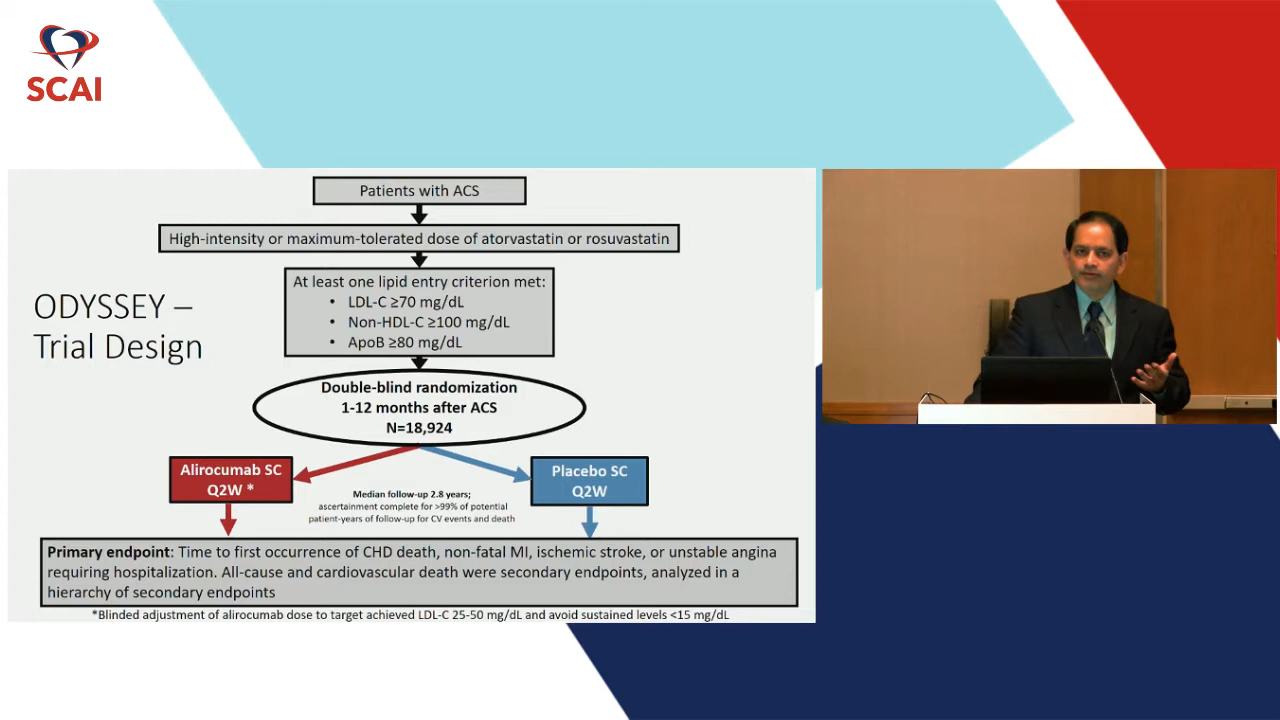 SCAI
Patients with ACS
High-intensity or maximum-tolerated dose of atorvastatin or rosuvastatin
At least one lipid entry criterion met:
• LDL-C ≥70 mg/dL
• Non-HDL-C ≥100 mg/dL
• ApoB ≥80 mg/dL
ODYSSEY –
Trial Design
Double-blind randomization
1-12 months after ACS
N=18,924
Alirocumab SC
Q2W *
Placebo SC
Q2W
Median follow-up 2.8 years;
ascertainment complete for >99% of potential
patient-years of follow-up for CV events and death
Primary endpoint: Time to first occurrence of CHD death, non-fatal MI, ischemic stroke, or unstable angina
requiring hospitalization. All-cause and cardiovascular death were secondary endpoints, analyzed in a
hierarchy of secondary endpoints
*Blinded adjustment of alirocumab dose to target achieved LDL-C 25-50 mg/dL and avoid sustained levels <15 mg/dL